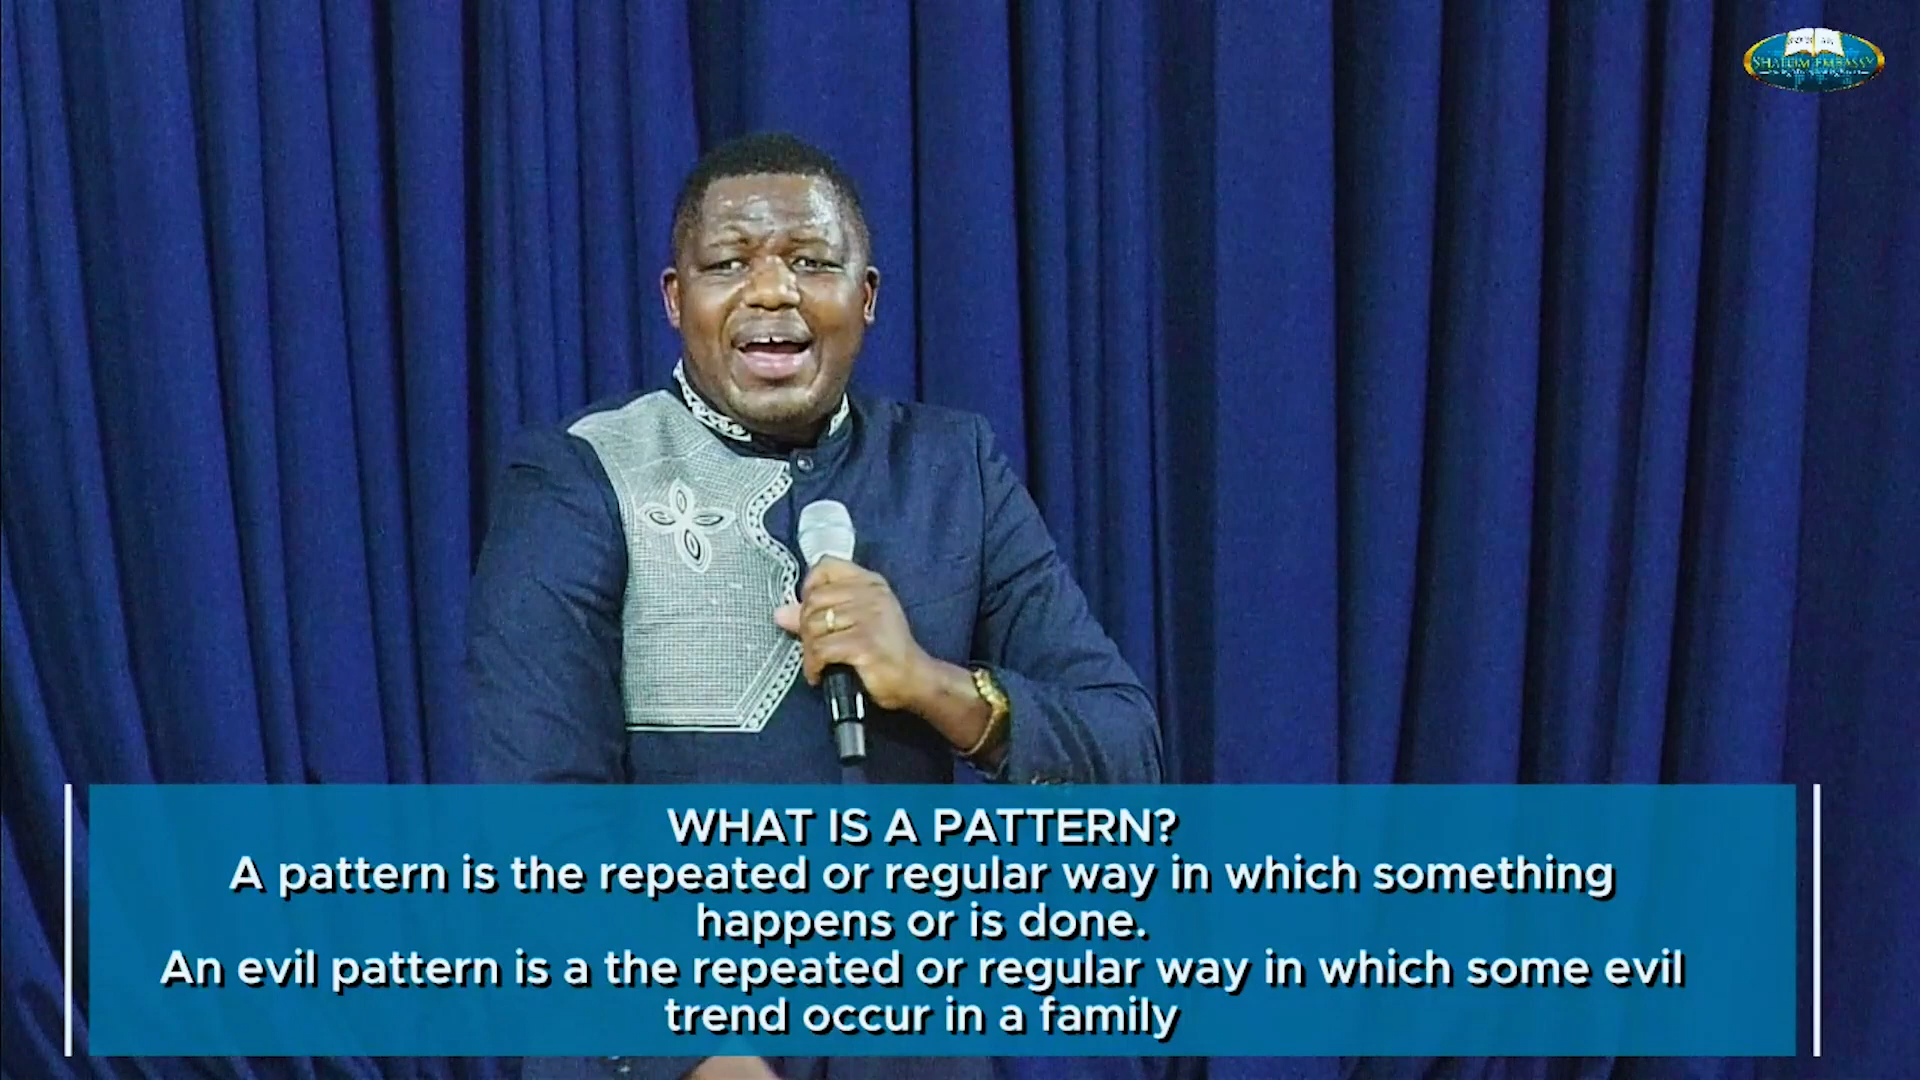 SHALOM EMBASSY
WHAT IS A PATTERN?
A pattern is the repeated or regular way in which something
happens or is done.
An evil pattern is a the repeated or regular way in which some evil
trend occur in a family